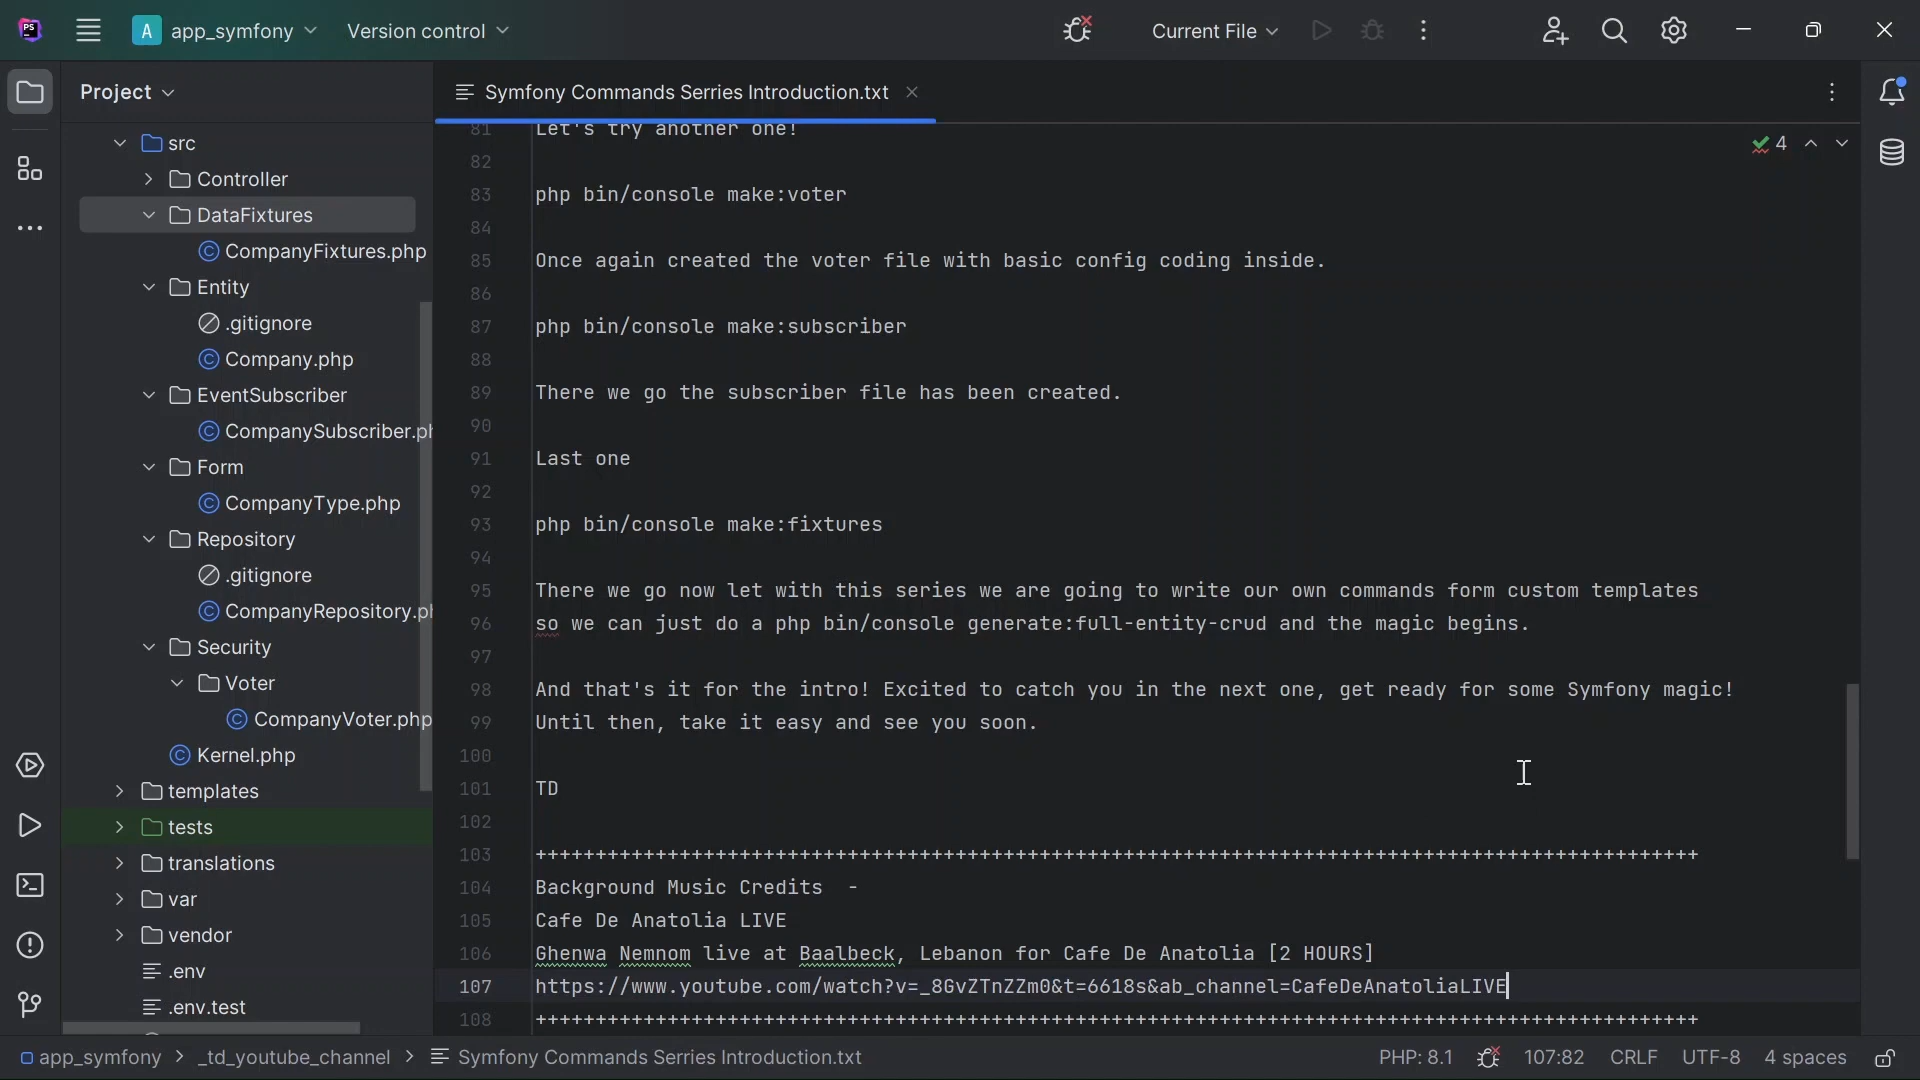 PS
A
app_symfony
Version control
Current File
Project
Symfony Commands Serries Introduction.txt
src
Controller
DataFixtures
CompanyFixtures.php
Entity
.gitignore
Company.php
EventSubscriber
CompanySubscriber.ph
Form
CompanyType.php
Repository
.gitignore
CompanyRepository.ph
Security
Voter
CompanyVoter.php
Kernel.php
templates
tests
translations
var
vendor
.env
.env.test
4
81 Let's try another one!
82
83 php bin/console make:voter
84
85 Once again created the voter file with basic config coding inside.
86
87 php bin/console make:subscriber
88
89 There we go the subscriber file has been created.
90
91 Last one
92
93 php bin/console make:fixtures
94
95 There we go now let with this series we are going to write our own commands form custom templates
96 so we can just do a php bin/console generate:full-entity-crud and the magic begins.
97
98 And that's it for the intro! Excited to catch you in the next one, get ready for some Symfony magic!
99 Until then, take it easy and see you soon.
100
101 TD
102
103 +++++++++++++++++++++++++++++++++++++++++++++++++++++++++++++++++++++++++++++++++++++++++++++++++
104 Background Music Credits  -
105 Cafe De Anatolia LIVE
106 Ghenwa Nemnom live at Baalbeck, Lebanon for Cafe De Anatolia [2 HOURS]
107 https://www.youtube.com/watch?v=_8GvZTnZZm0&t=6618s&ab_channel=CafeDeAnatoliaLIVE
108 +++++++++++++++++++++++++++++++++++++++++++++++++++++++++++++++++++++++++++++++++++++++++++++++++
app_symfony > _td_youtube_channel > Symfony Commands Serries Introduction.txt
PHP: 8.1
107:82
CRLF
UTF-8
4 spaces